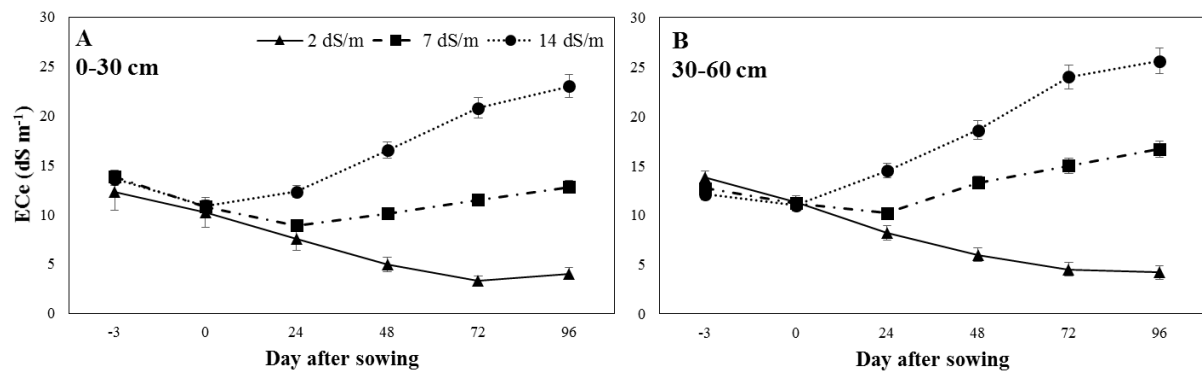 A
0-30 cm
2 dS/m 7 dS/m 14 dS/m
ECe (dS m⁻¹)
30
25
20
15
10
5
0
-3 0 24 48 72 96
Day after sowing
B
30-60 cm
30
25
20
15
10
5
0
-3 0 24 48 72 96
Day after sowing